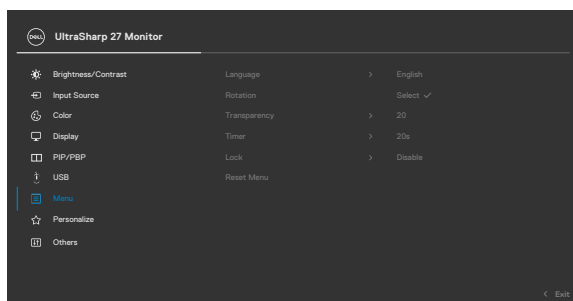 DELL UltraSharp 27 Monitor
Brightness/Contrast Language > English
Input Source Rotation Select ✓
Color Transparency > 20
Display Timer > 20s
PIP/PBP Lock > Disable
USB Reset Menu
Menu
Personalize
Others
< Exit